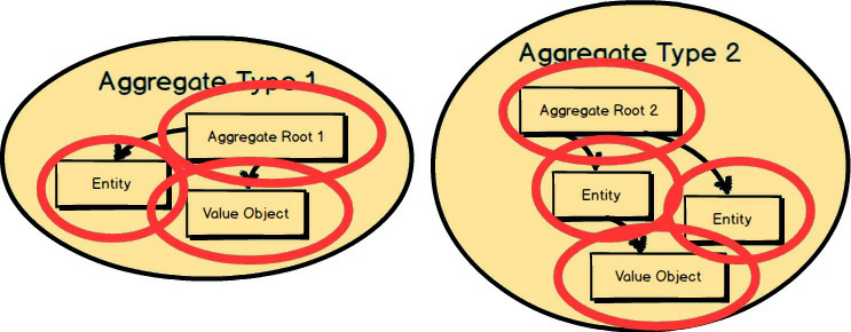 Aggregate Type 1
Aggregate Root 1
Entity
Value Object
Aggregate Type 2
Aggregate Root 2
Entity
Entity
Value Object